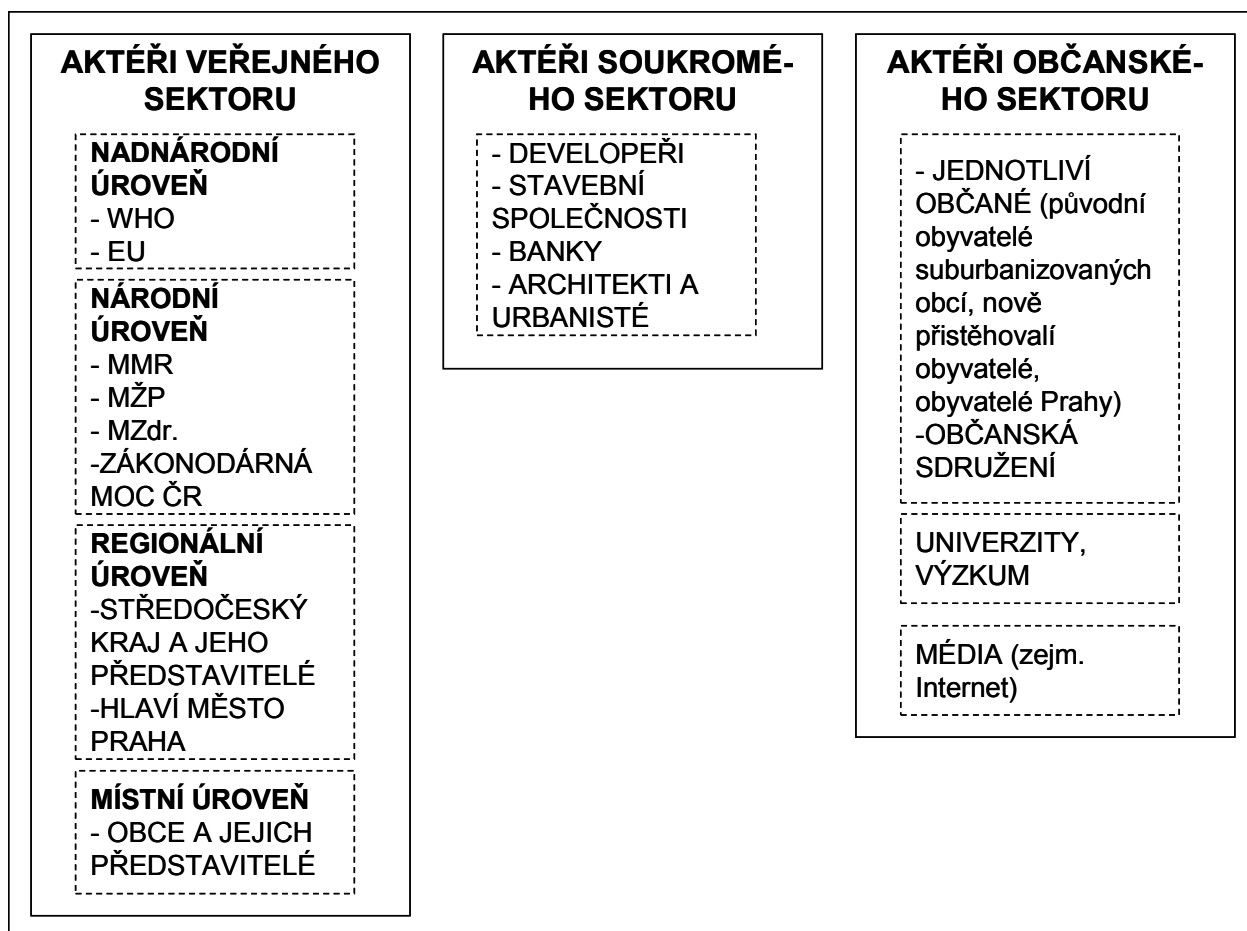 AKTÉŘI VEŘEJNÉHO
SEKTORU
NADNÁRODNÍ
ÚROVEŇ
- WHO
- EU
NÁRODNÍ
ÚROVEŇ
- MMR
- MŽP
- MZdr.
-ZÁKONODÁRNÁ
MOC ČR
REGIONÁLNÍ
ÚROVEŇ
-STŘEDOČESKÝ
KRAJ A JEHO
PŘEDSTAVITELÉ
-HLAVÍ MĚSTO
PRAHA
MÍSTNÍ ÚROVEŇ
- OBCE A JEJICH
PŘEDSTAVITELÉ
AKTÉŘI SOUKROMÉ-
HO SEKTORU
- DEVELOPEŘI
- STAVEBNÍ
SPOLEČNOSTI
- BANKY
- ARCHITEKTI A
URBANISTÉ
AKTÉŘI OBČANSKÉ-
HO SEKTORU
- JEDNOTLIVÍ
OBČANÉ (původní
obyvatelé
suburbanizovaných
obcí, nově
přistěhovalí
obyvatelé,
obyvatelé Prahy)
-OBČANSKÁ
SDRUŽENÍ
UNIVERZITY,
VÝZKUM
MÉDIA (zejm.
Internet)